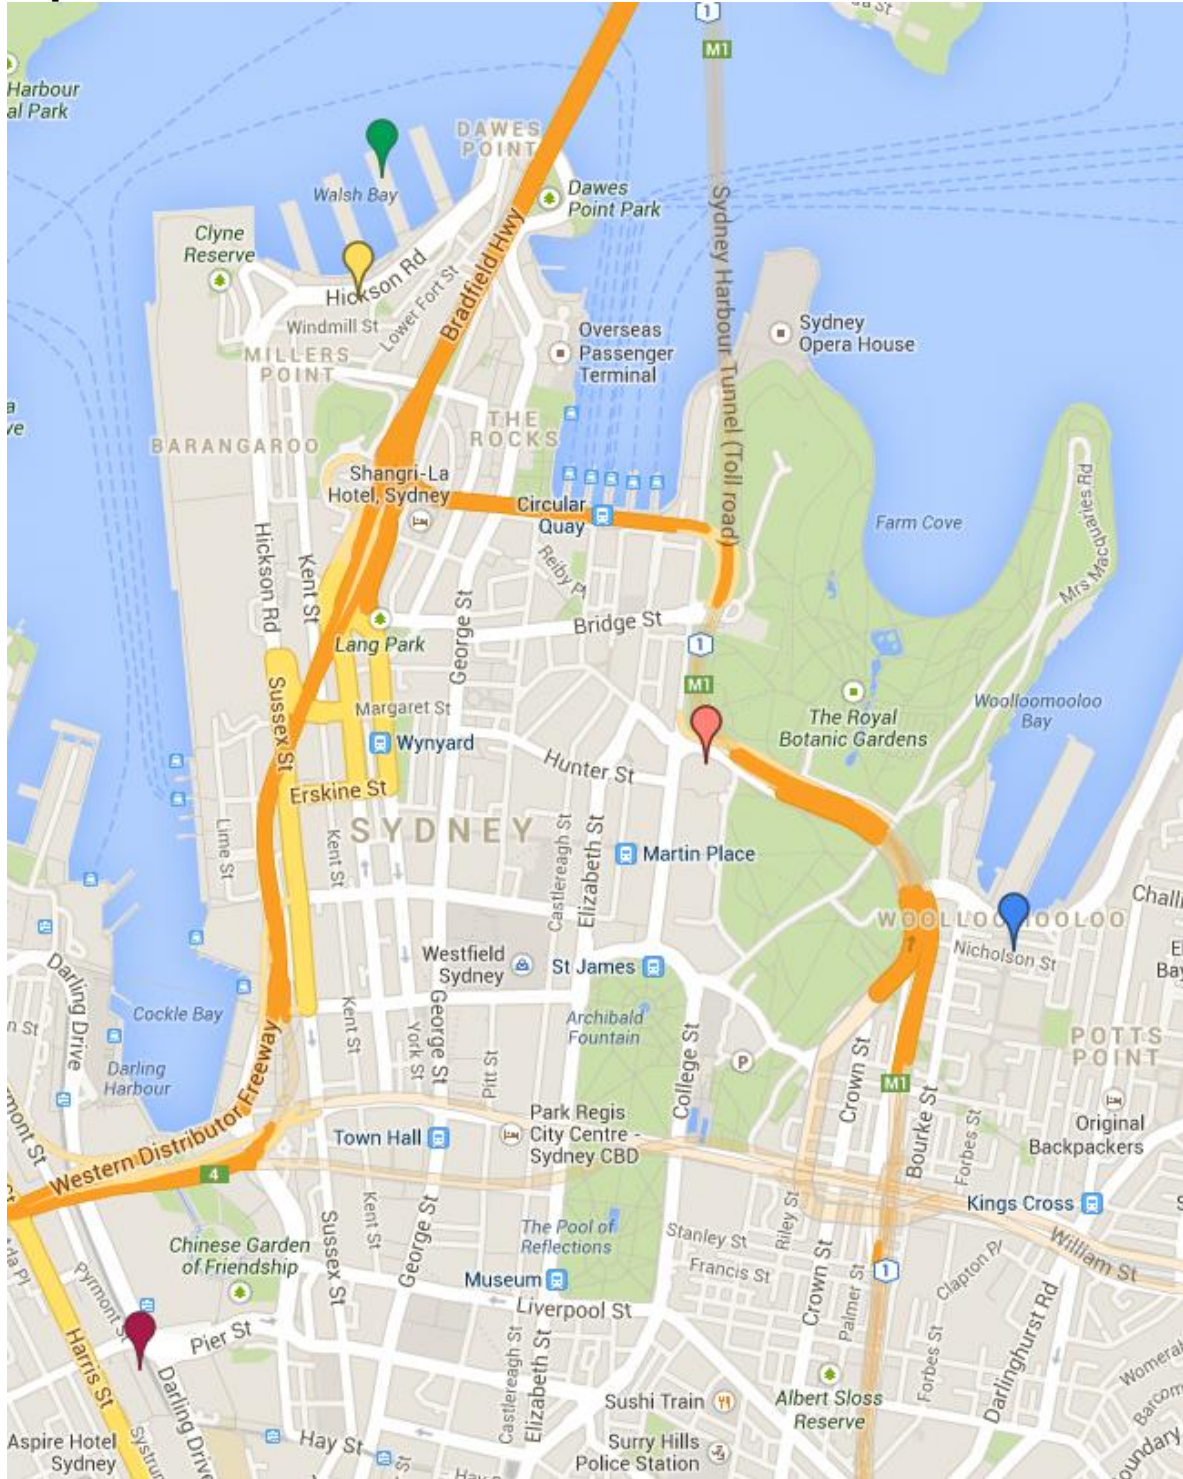 1
M1
Harbour
al Park
DAWES
POINT
Walsh Bay
Dawes
Point Park
Clyne
Reserve
Hickson Rd
Windmill St
Lower Fort St
Bradfield Hwy
Sydney Harbour Tunnel (Toll road)
Overseas
Passenger
Terminal
Sydney
Opera House
MILLERS
POINT
THE
ROCKS
BARANGAROO
Shangri-La
Hotel, Sydney
Circular
Quay
Farm Cove
Mrs Macquaries Rd
Hickson Rd
Kent St
Reiby Pl
George St
Bridge St
Lang Park
1
M1
Sussex St
Margaret St
Wynyard
Hunter St
The Royal
Botanic Gardens
Woolloomooloo
Bay
Erskine St
SYDNEY
Lime St
Kent St
Castlereagh St
Elizabeth St
Martin Place
WOOLLOOMOOLOO
Nicholson St
Westfield
Sydney
St James
Darling Drive
Cockle Bay
Kent St
York St
George St
Pitt St
Archibald
Fountain
College St
P
Crown St
M1
Bourke St
Forbes St
POTTS
POINT
Original
Backpackers
Darling
Harbour
Western Distributor Freeway
4
Town Hall
Park Regis
City Centre -
Sydney CBD
Kings Cross
William St
Chinese Garden
of Friendship
Sussex St
Kent St
George St
The Pool of
Reflections
Stanley St
Riley St
Francis St
Crown St
Palmer St
1
Clapton Pl
Museum
Liverpool St
Pyrmont St
Pier St
Harris St
Darling Drive
Castlereagh St
Elizabeth St
Sushi Train
Albert Sloss
Reserve
Forbes St
Darlinghurst Rd
Aspire Hotel
Sydney
Hay St
Surry Hills
Police Station